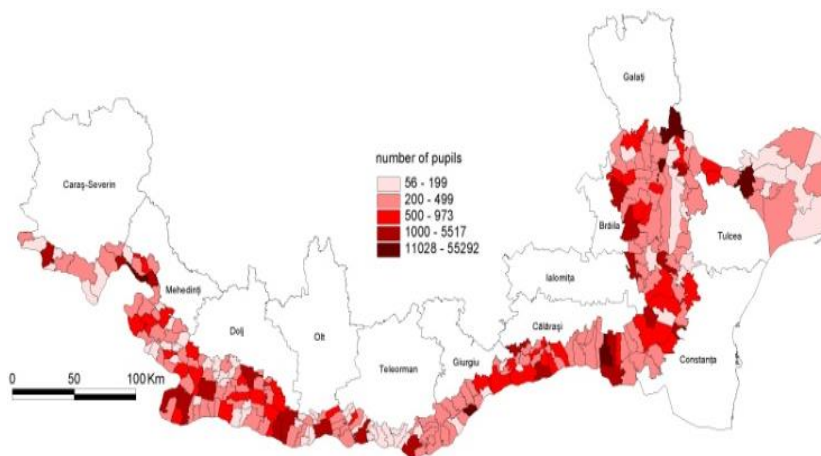 Galați
number of pupils
56 - 199
200 - 499
500 - 973
1000 - 5517
11028 - 55292
Caraș-Severin
Brăila
Tulcea
Mehedinți
Ialomița
Dolj
Olt
Călărași
Teleorman
Giurgiu
Constanța
0 50 100 Km